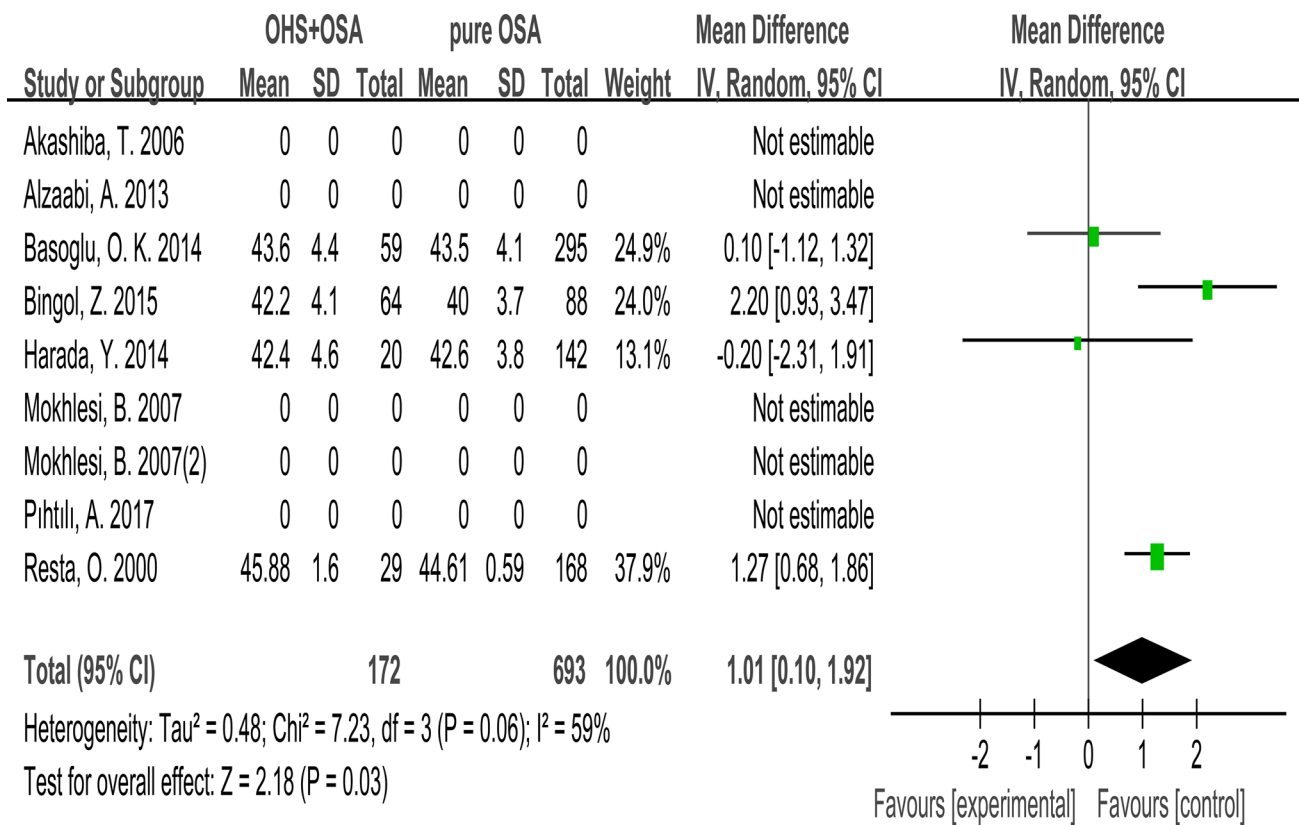 OHS+OSA pure OSA Mean Difference Mean Difference
Study or Subgroup Mean SD Total Mean SD Total Weight IV, Random, 95% CI IV, Random, 95% CI
Akashiba, T. 2006 0 0 0 0 0 0 Not estimable
Alzaabi, A. 2013 0 0 0 0 0 0 Not estimable
Basoglu, O. K. 2014 43.6 4.4 59 43.5 4.1 295 24.9% 0.10 [-1.12, 1.32]
Bingol, Z. 2015 42.2 4.1 64 40 3.7 88 24.0% 2.20 [0.93, 3.47]
Harada, Y. 2014 42.4 4.6 20 42.6 3.8 142 13.1% -0.20 [-2.31, 1.91]
Mokhlesi, B. 2007 0 0 0 0 0 0 Not estimable
Mokhlesi, B. 2007(2) 0 0 0 0 0 0 Not estimable
Pıhtılı, A. 2017 0 0 0 0 0 0 Not estimable
Resta, O. 2000 45.88 1.6 29 44.61 0.59 168 37.9% 1.27 [0.68, 1.86]
Total (95% CI) 172 693 100.0% 1.01 [0.10, 1.92]
Heterogeneity: Tau² = 0.48; Chi² = 7.23, df = 3 (P = 0.06); I² = 59%
Test for overall effect: Z = 2.18 (P = 0.03)
-2 -1 0 1 2
Favours [experimental] Favours [control]